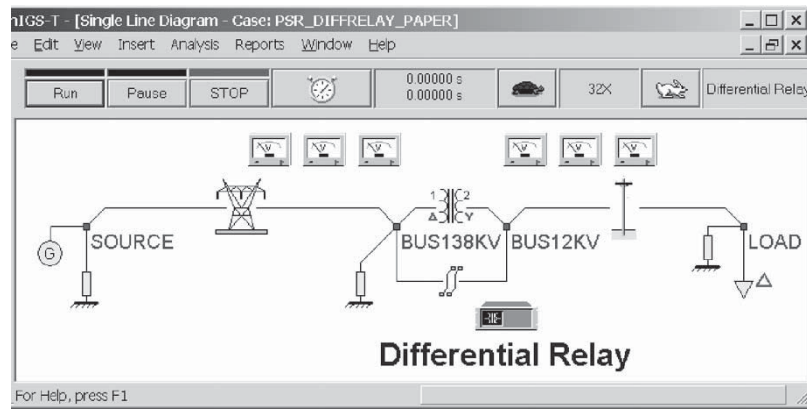 nIGS-T - [Single Line Diagram - Case: PSR_DIFFRELAY_PAPER]
e Edit View Insert Analysis Reports Window Help
Run Pause STOP 0.00000 s 32X Differential Relay
0.00000 s
V V V V V V
1 2
Δ Y
G SOURCE BUS138KV BUS12KV LOAD
Δ
Differential Relay
For Help, press F1